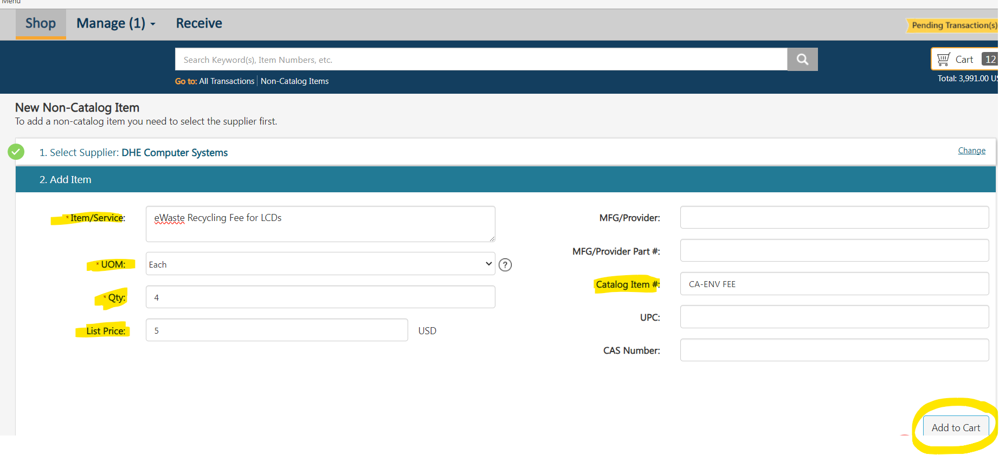 Menu
Shop Manage (1) Receive
Pending Transaction(s)
Search Keyword(s), Item Numbers, etc.
Cart 12
Go to: All Transactions Non-Catalog Items
Total: 3,991.00 US
New Non-Catalog Item
To add a non-catalog item you need to select the supplier first.
1. Select Supplier: DHE Computer Systems
Change
2. Add Item
* Item/Service: eWaste Recycling Fee for LCDs
* UOM: Each ?
* Qty: 4
List Price: 5 USD
MFG/Provider:
MFG/Provider Part #:
Catalog Item #: CA-ENV FEE
UPC:
CAS Number:
Add to Cart